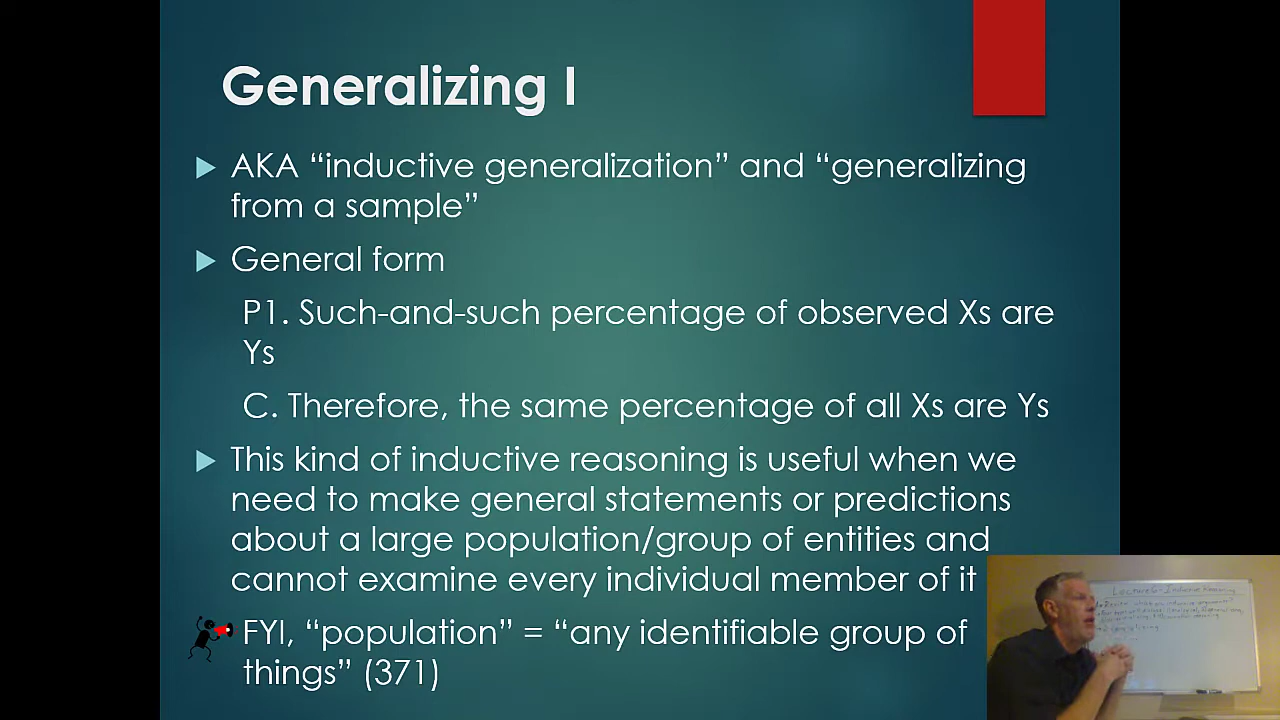 Generalizing I
AKA “inductive generalization” and “generalizing
from a sample”
General form
P1. Such-and-such percentage of observed Xs are
Ys
C. Therefore, the same percentage of all Xs are Ys
This kind of inductive reasoning is useful when we
need to make general statements or predictions
about a large population/group of entities and
cannot examine every individual member of it
FYI, “population” = “any identifiable group of
things” (371)
Inductive Reasoning